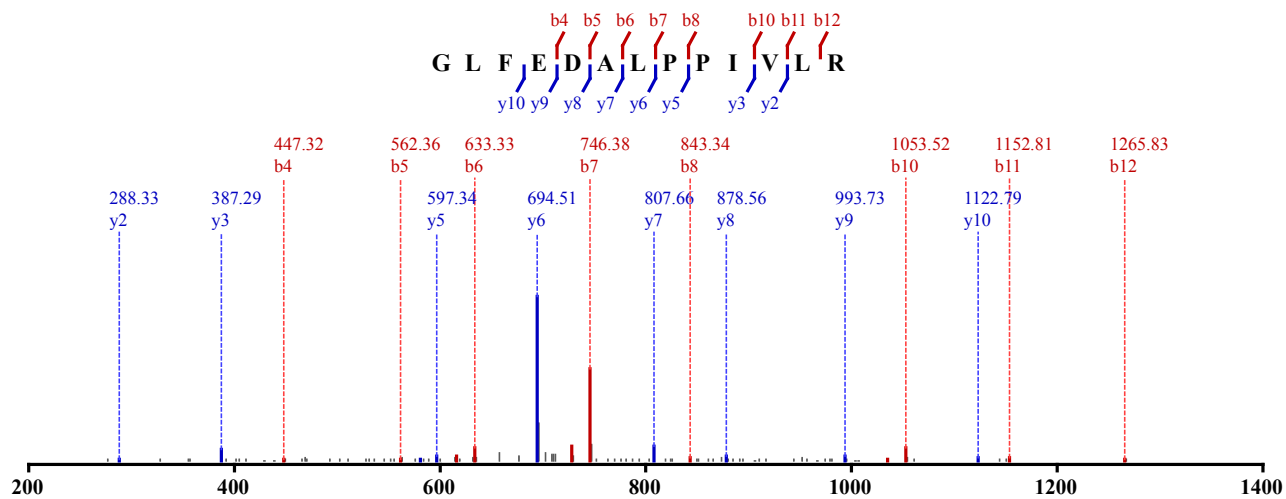 b4 b5 b6 b7 b8 b10 b11 b12
G L F E D A L P P I V L R
y10 y9 y8 y7 y6 y5 y3 y2
447.32 562.36 633.33 746.38 843.34 1053.52 1152.81 1265.83
b4 b5 b6 b7 b8 b10 b11 b12
288.33 387.29 597.34 694.51 807.66 878.56 993.73 1122.79
y2 y3 y5 y6 y7 y8 y9 y10
200 400 600 800 1000 1200 1400